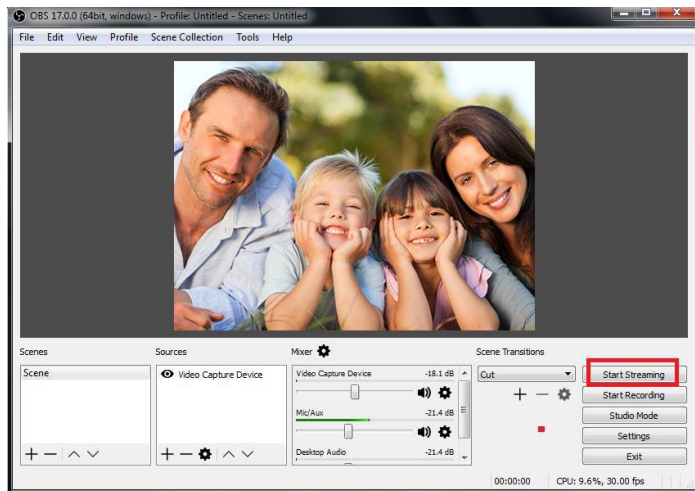 OBS 17.0.0 (64bit, windows) - Profile: Untitled - Scenes: Untitled
File Edit View Profile Scene Collection Tools Help
Scenes Sources Mixer Scene Transitions
Scene
Video Capture Device
Video Capture Device -18.1 dB
Mic/Aux -21.4 dB
Desktop Audio -21.4 dB
Cut
Start Streaming
Start Recording
Studio Mode
Settings
Exit
00:00:00 CPU: 9.6%, 30.00 fps